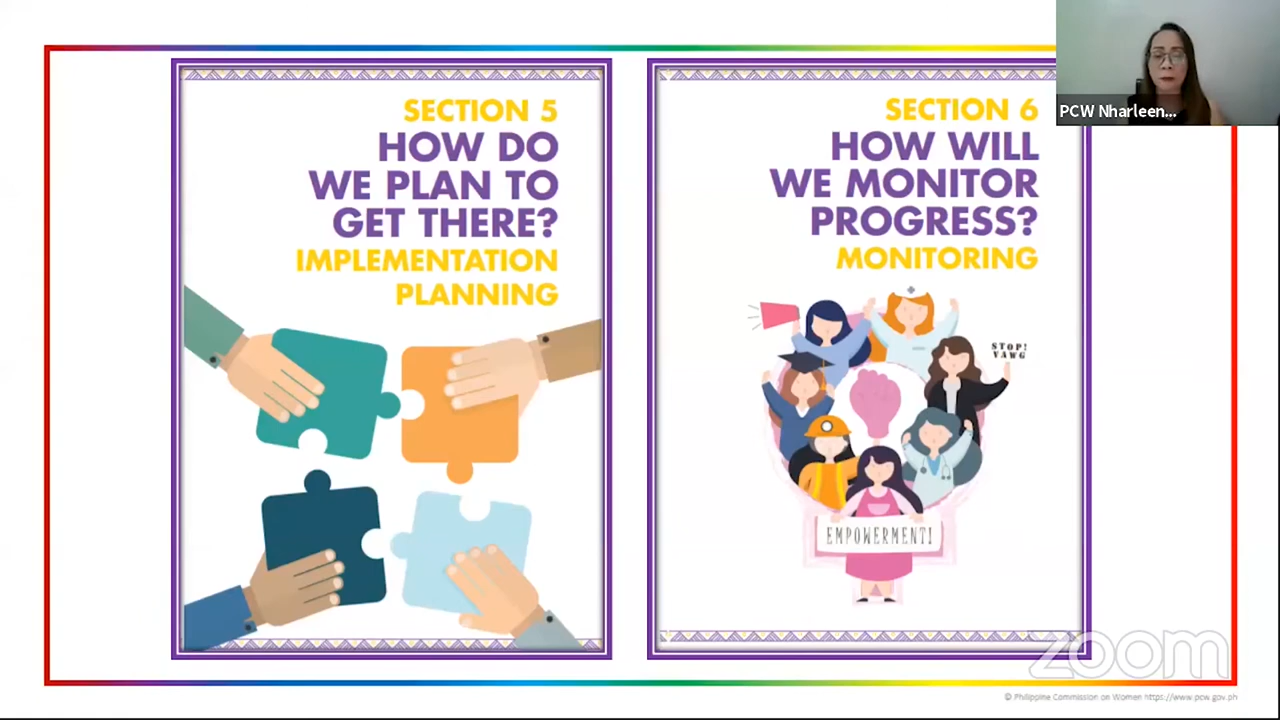 SECTION 5
HOW DO
WE PLAN TO
GET THERE?
IMPLEMENTATION
PLANNING
SECTION 6
HOW WILL
WE MONITOR
PROGRESS?
MONITORING
STOP!
VAWG
EMPOWERMENT!
PCW Nharleen...
zoom
© Philippine Commission on Women https://www.pcw.gov.ph